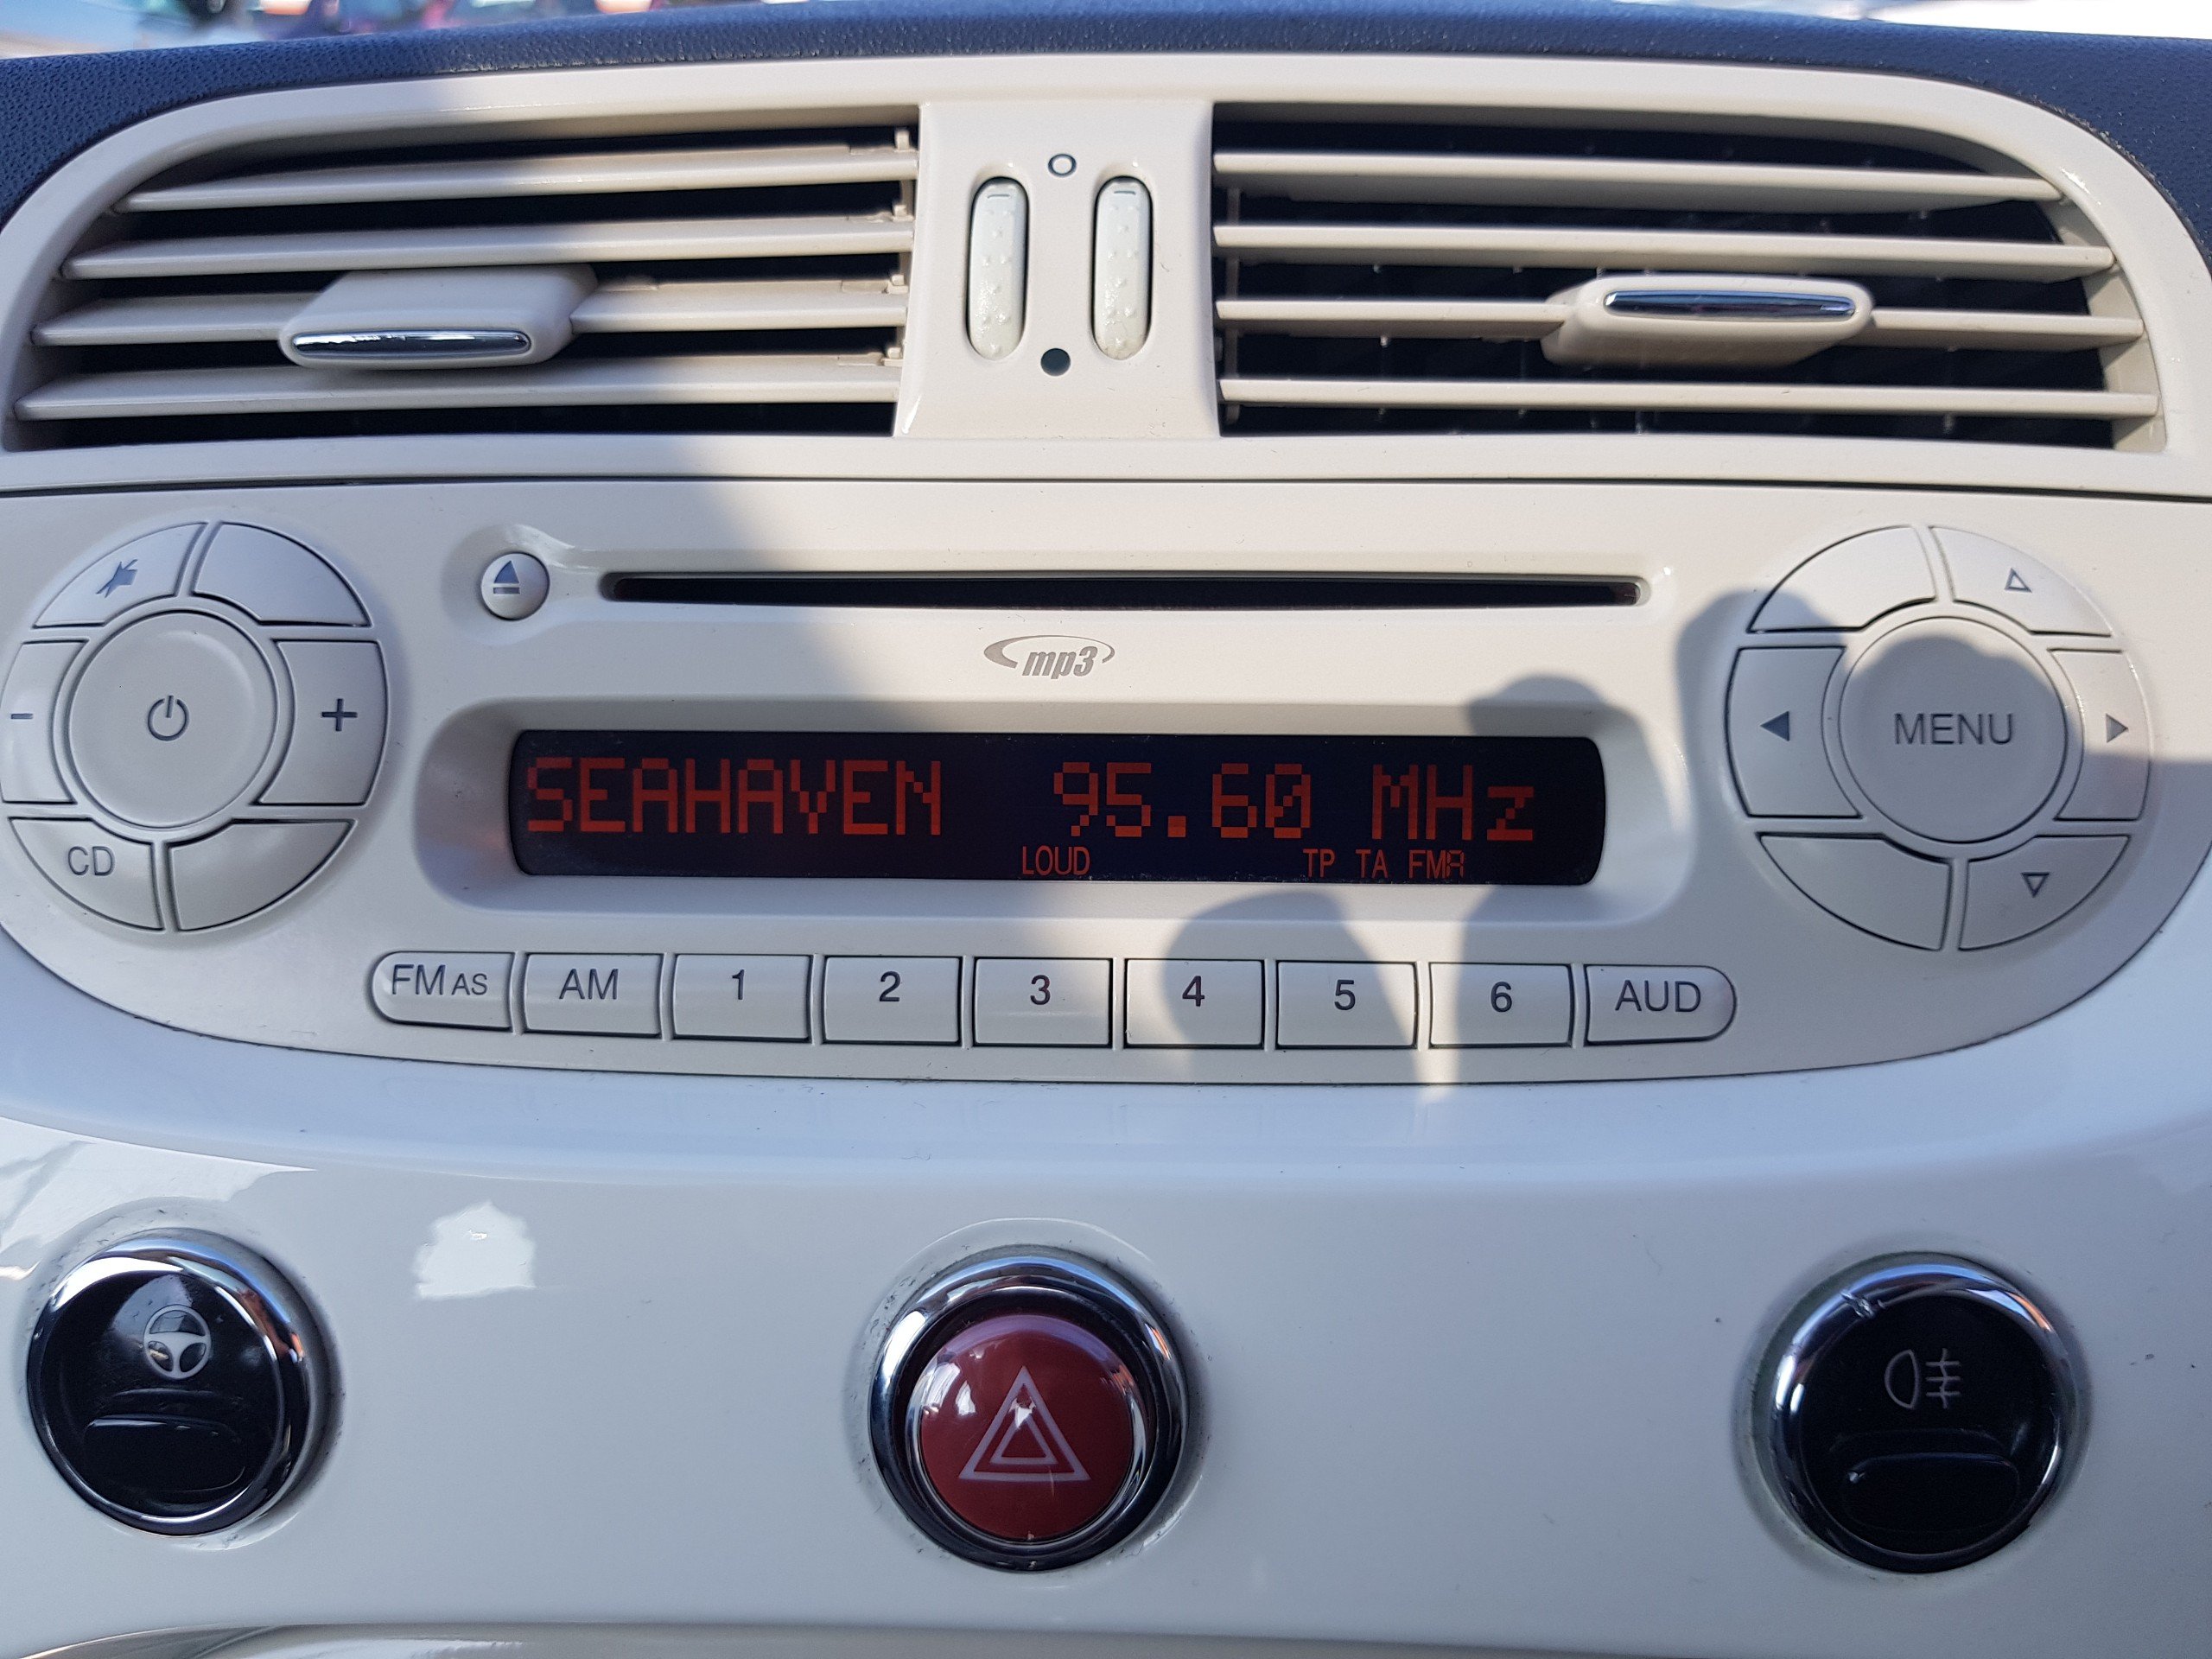 mp3
MENU
SEAHAVEN 95.60 MHz
LOUD TP TA FMA
CD
FM AS AM 1 2 3 4 5 6 AUD